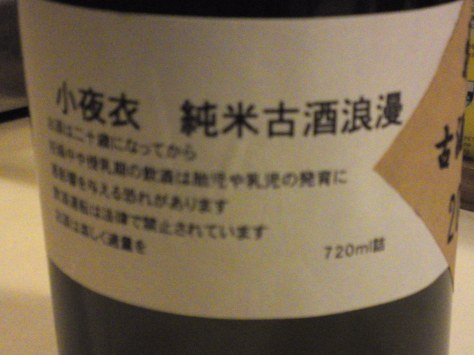 小夜衣　純米古酒浪漫
お酒は二十歳になってから
妊娠中や授乳期の飲酒は胎児や乳児の発育に
悪影響を与える恐れがあります
飲酒運転は法律で禁止されています
お酒は楽しく適量を
720ml詰
古酒